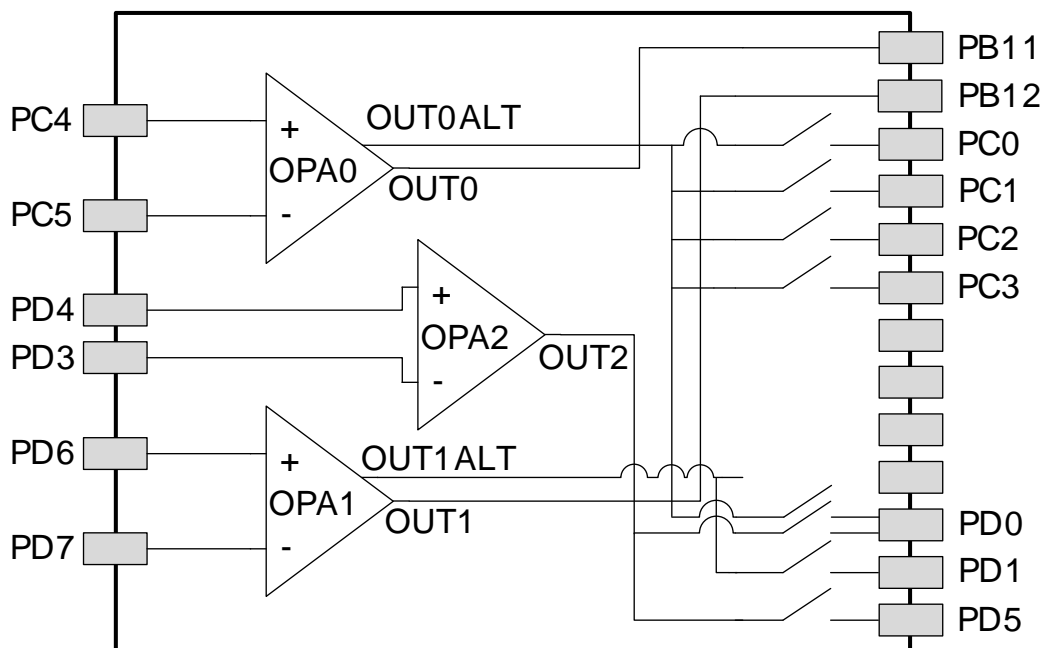 PB11
PB12
PC4
+
OUT0ALT
PC0
OPA0
OUT0
PC1
PC5
-
PC2
PC3
PD4
+
OPA2
OUT2
PD3
-
PD6
+
OUT1ALT
OPA1
OUT1
PD0
PD7
-
PD1
PD5